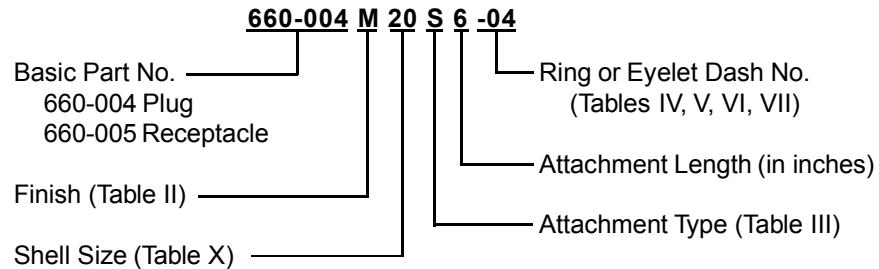 660-004 M 20 S 6 -04
Basic Part No.
660-004 Plug
660-005 Receptacle
Finish (Table II)
Shell Size (Table X)
Ring or Eyelet Dash No.
(Tables IV, V, VI, VII)
Attachment Length (in inches)
Attachment Type (Table III)